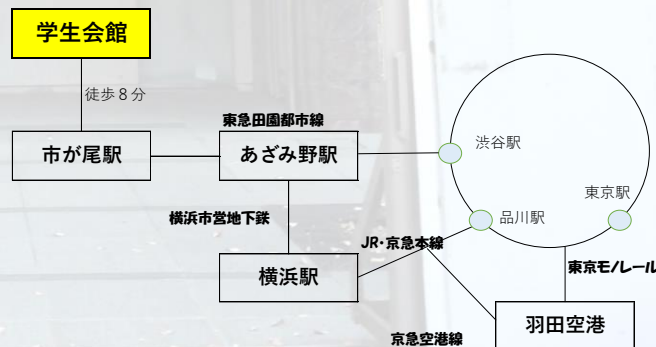 学生会館
徒歩８分
東急田園都市線
市が尾駅
あざみ野駅
渋谷駅
東京駅
横浜市営地下鉄
品川駅
JR・京急本線
横浜駅
東京モノレール
羽田空港
京急空港線